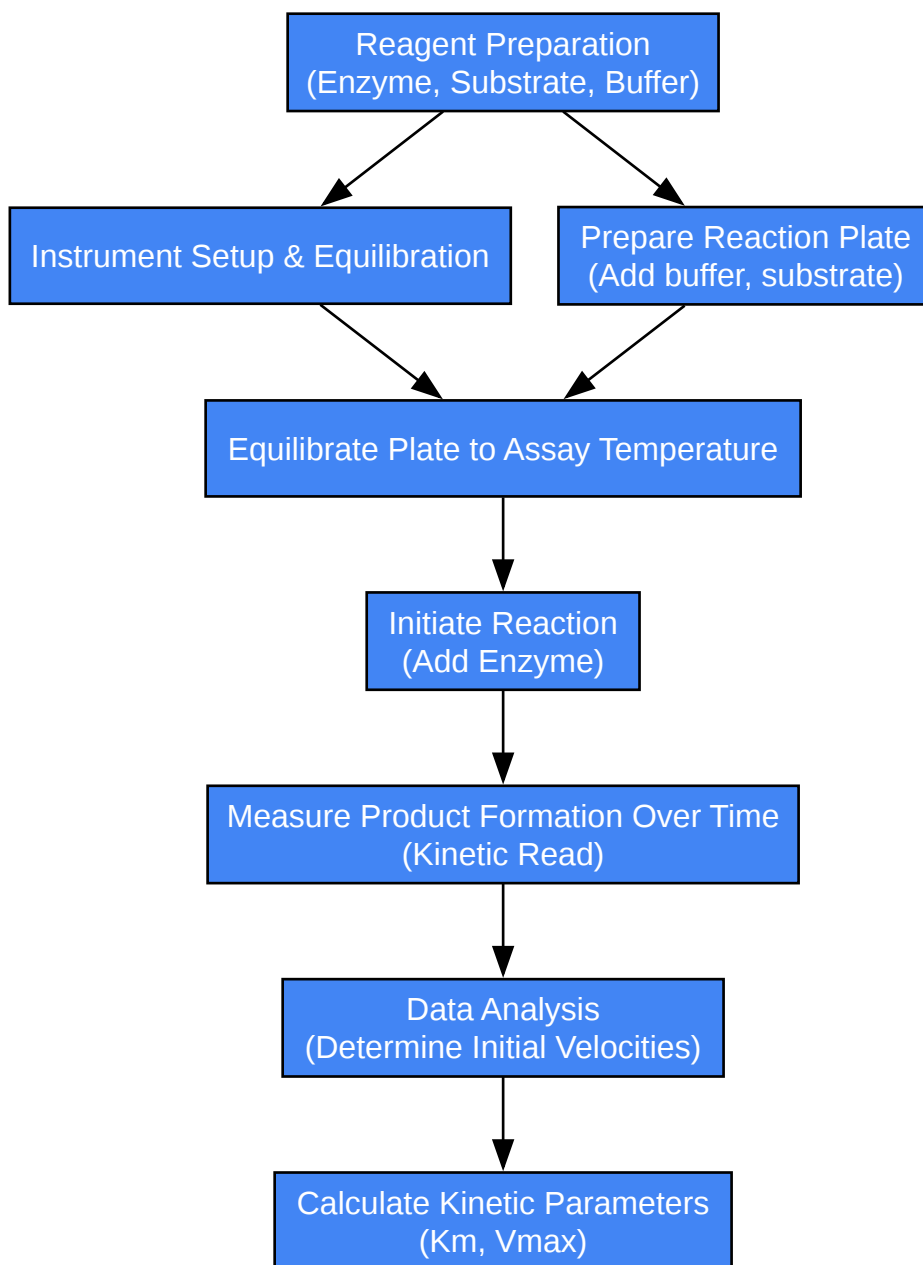 Reagent Preparation
(Enzyme, Substrate, Buffer)
Instrument Setup & Equilibration
Prepare Reaction Plate
(Add buffer, substrate)
Equilibrate Plate to Assay Temperature
Initiate Reaction
(Add Enzyme)
Measure Product Formation Over Time
(Kinetic Read)
Data Analysis
(Determine Initial Velocities)
Calculate Kinetic Parameters
(Km, Vmax)